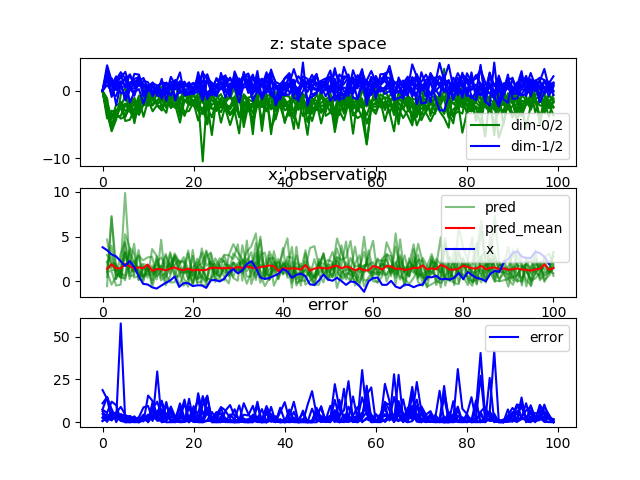 z: state space
0
−10
dim-0/2
dim-1/2
0 20 40 60 80 100
x: observation
10
5
0
pred
pred_mean
x
0 20 40 60 80 100
error
50
25
0
error
0 20 40 60 80 100